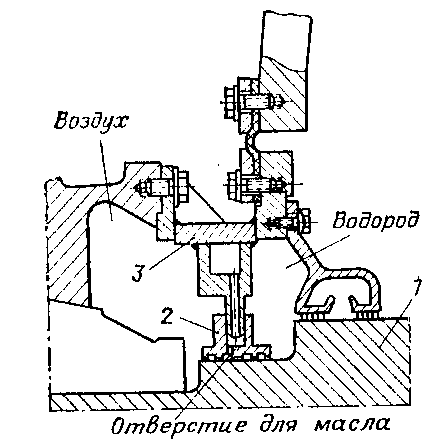 Воздух
Водород
3
2
1
Отверстие для масла